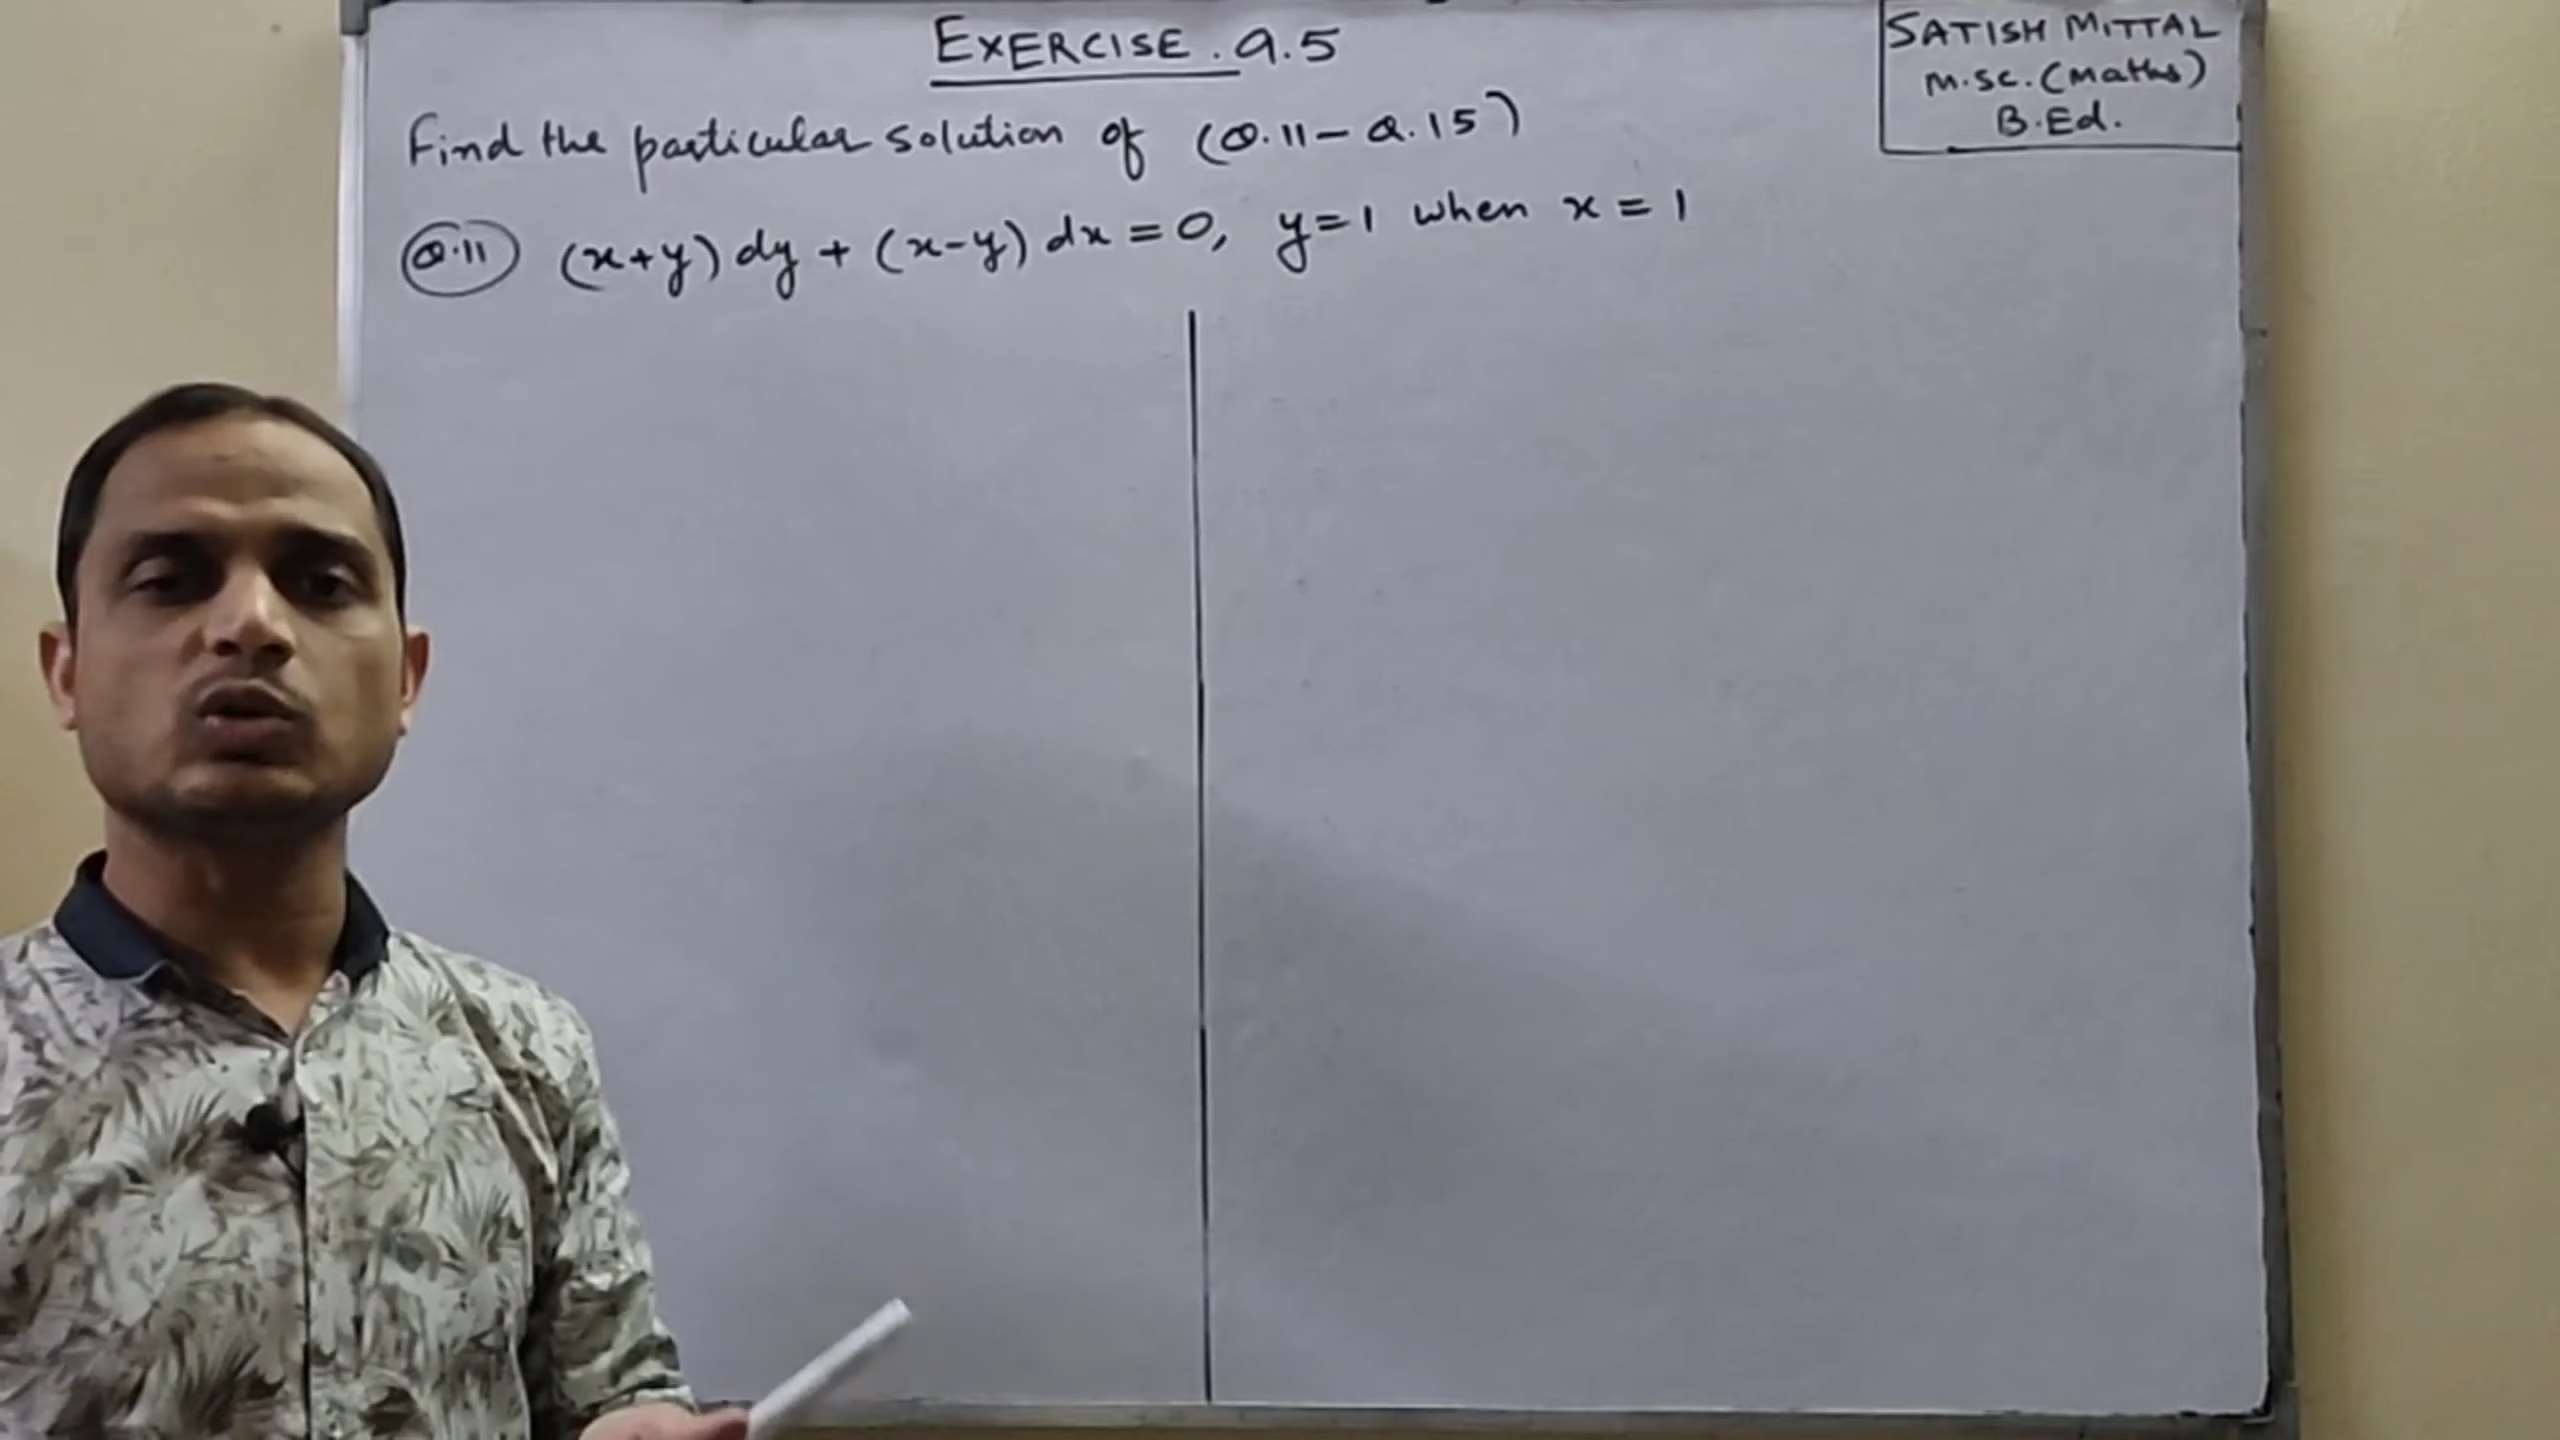 EXERCISE. 9.5
SATISH MITTAL
M.SC. (Maths)
B.Ed.
Find the particular solution of (Q.11 - Q.15)
Q.11 (x+y) dy + (x-y) dx = 0, y=1 when x = 1